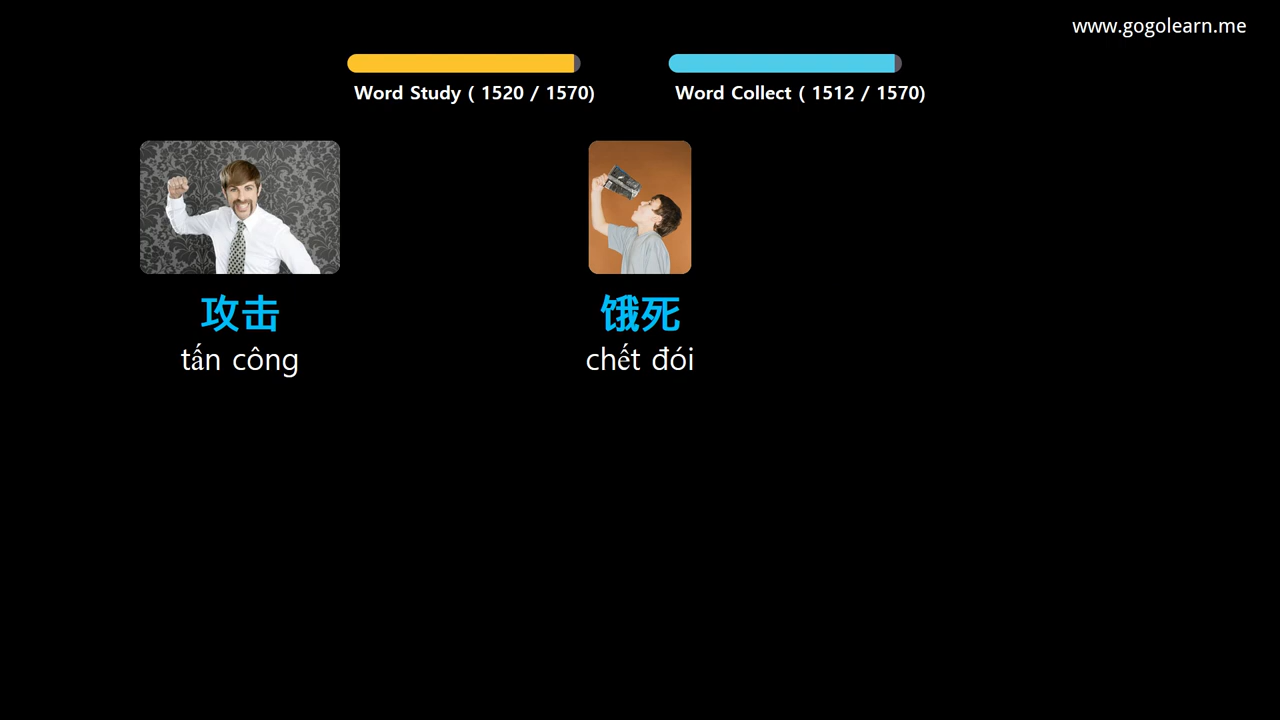 www.gogolearn.me
Word Study ( 1520 / 1570)
Word Collect ( 1512 / 1570)
攻击
饿死
tấn công
chết đói